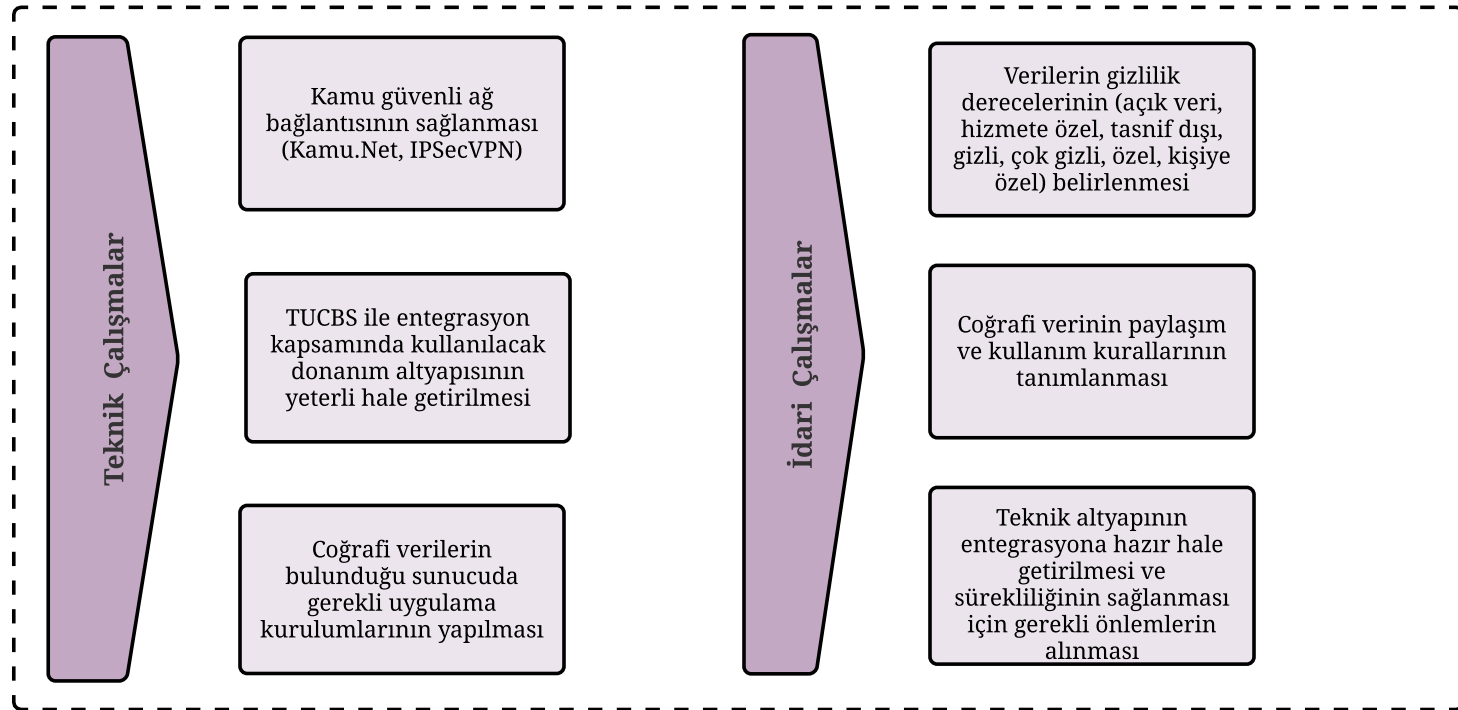 Teknik Çalışmalar
Kamu güvenli ağ
bağlantısının sağlanması
(Kamu.Net, IPSecVPN)
TUCBS ile entegrasyon
kapsamında kullanılacak
donanım altyapısının
yeterli hale getirilmesi
Coğrafi verilerin
bulunduğu sunucuda
gerekli uygulama
kurulumlarının yapılması
İdari Çalışmalar
Verilerin gizlilik
derecelerinin (açık veri,
hizmete özel, tasnif dışı,
gizli, çok gizli, özel, kişiye
özel) belirlenmesi
Coğrafi verinin paylaşım
ve kullanım kurallarının
tanımlanması
Teknik altyapının
entegrasyona hazır hale
getirilmesi ve
sürekliliğinin sağlanması
için gerekli önlemlerin
alınması